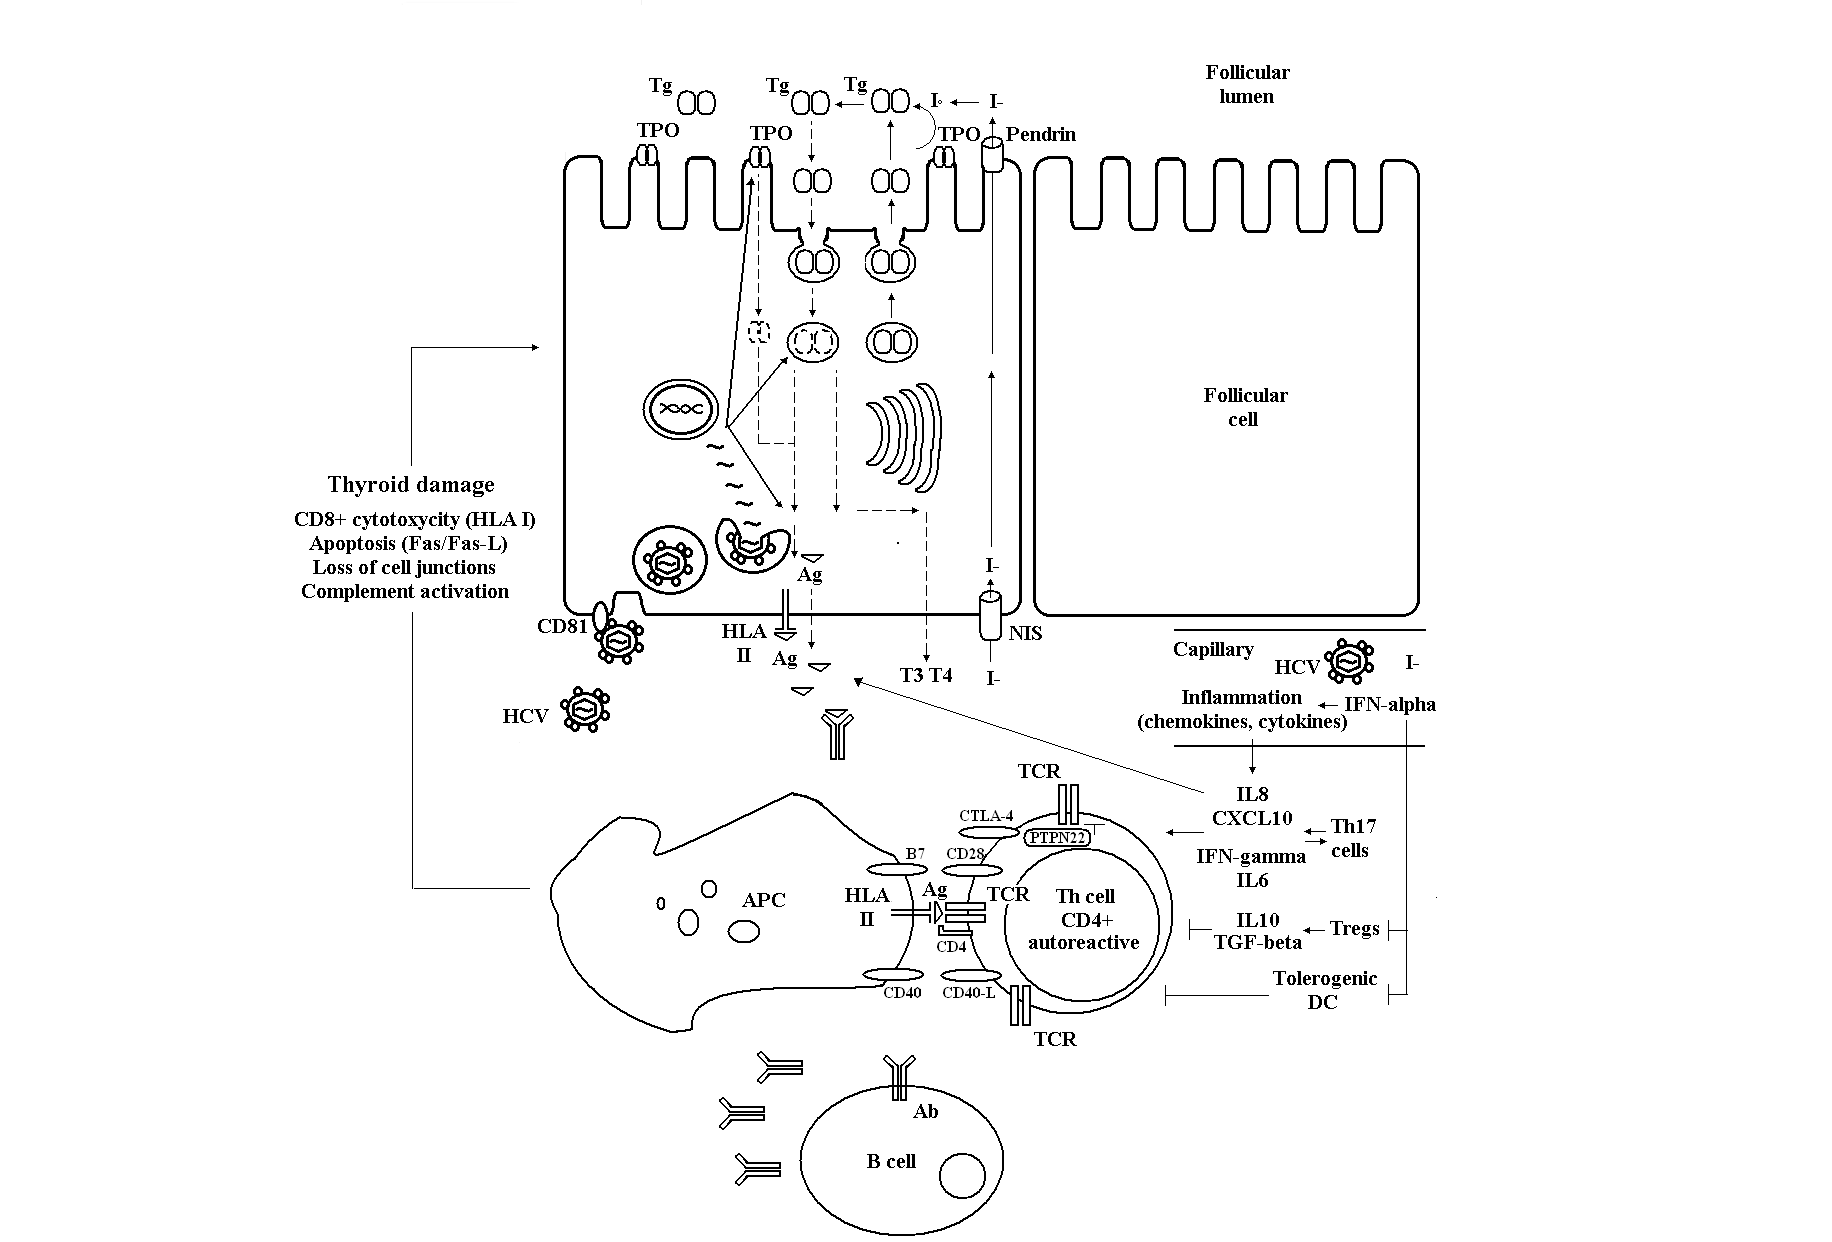 Follicular
lumen
Tg
Tg
Tg
I°
I-
TPO
TPO
TPO
Pendrin
Follicular
cell
Thyroid damage
CD8+ cytotoxycity (HLA I)
Apoptosis (Fas/Fas-L)
Loss of cell junctions
Complement activation
Ag
I-
CD81
HLA
II
Ag
NIS
T3 T4
I-
HCV
Capillary
HCV
I-
Inflammation
(chemokines, cytokines)
IFN-alpha
TCR
IL8
CXCL10
Th17
cells
IFN-gamma
IL6
CTLA-4
PTPN22
B7
CD28
APC
HLA
II
Ag
TCR
Th cell
CD4+
autoreactive
CD4
IL10
TGF-beta
Tregs
Tolerogenic
DC
CD40
CD40-L
TCR
Ab
B cell